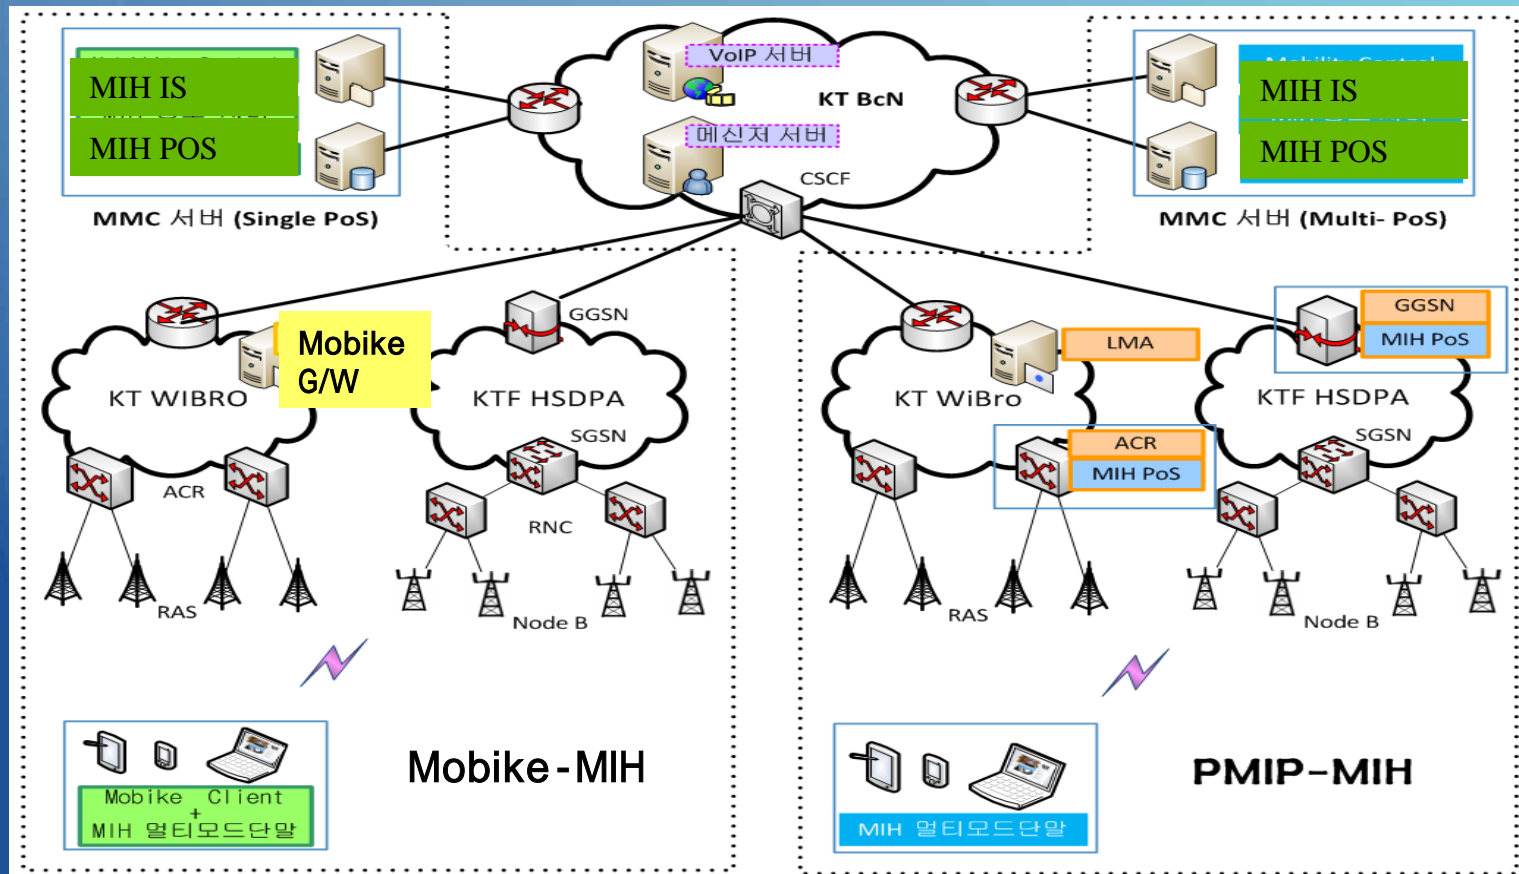 MIH IS
MIH POS
MMC 서버 (Single PoS)
VoIP 서버
KT BcN
메신저 서버
CSCF
Mobility Control
MIH IS
MIH POS
MMC 서버 (Multi- PoS)
Mobike
G/W
KT WIBRO
GGSN
KTF HSDPA
SGSN
ACR
RNC
RAS
Node B
LMA
KT WiBro
GGSN
MIH PoS
KTF HSDPA
ACR
MIH PoS
SGSN
RAS
Node B
Mobike Client
+
MIH 멀티모드단말
Mobike-MIH
MIH 멀티모드단말
PMIP-MIH